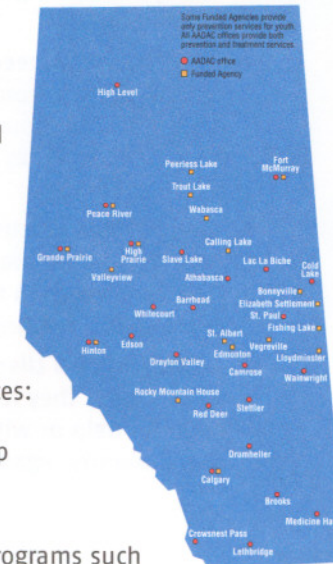 Some Funded Agencies provide
only prevention services for youth.
All AADAC offices provide both
prevention and treatment services.
AADAC office
Funded Agency
High Level
Peerless Lake
Fort
McMurray
Trout Lake
Wabasca
Peace River
Grande Prairie
High
Prairie
Slave Lake
Calling Lake
Lac La Biche
Cold
Lake
Valleyview
Athabasca
Bonnyville
Elizabeth Settlement
Barrhead
St. Paul
Whitecourt
Fishing Lake
St. Albert
Vegreville
Hinton
Edson
Edmonton
Lloydminster
Drayton Valley
Camrose
Wainwright
tes:
Rocky Mountain House
Red Deer
Stettler
Drumheller
Calgary
Brooks
Medicine Ha
rograms such
Crowsnest Pass
Lethbridge